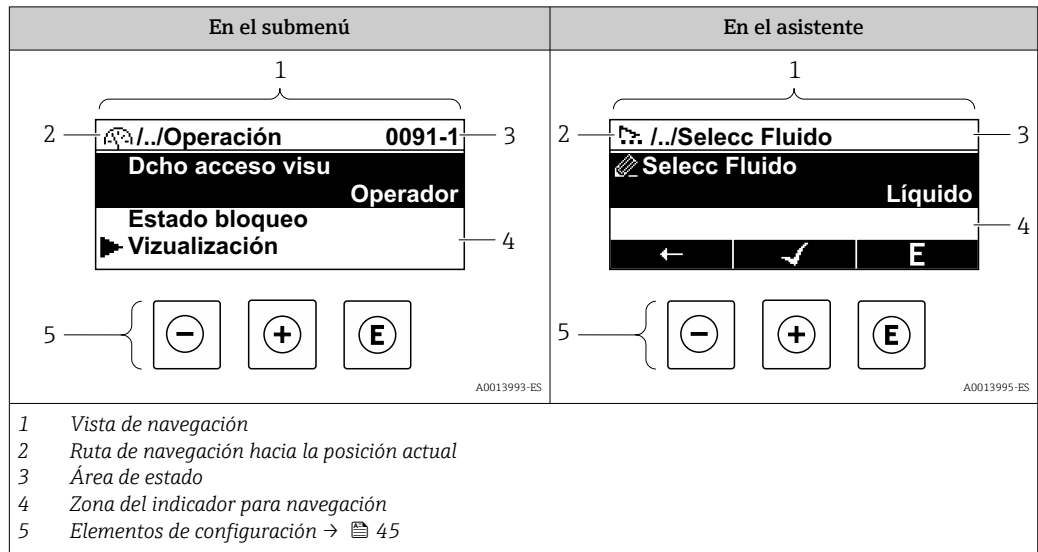 En el submenú
En el asistente
1
2
/../Operación 0091-1
3
Dcho acceso visu
Operador
Estado bloqueo
Vizualización
4
5
- + E
A0013993-ES
1
2
/../Selecc Fluido
3
Selecc Fluido
Líquido
4
← ✓ E
5
- + E
A0013995-ES
1 Vista de navegación
2 Ruta de navegación hacia la posición actual
3 Área de estado
4 Zona del indicador para navegación
5 Elementos de configuración → 45